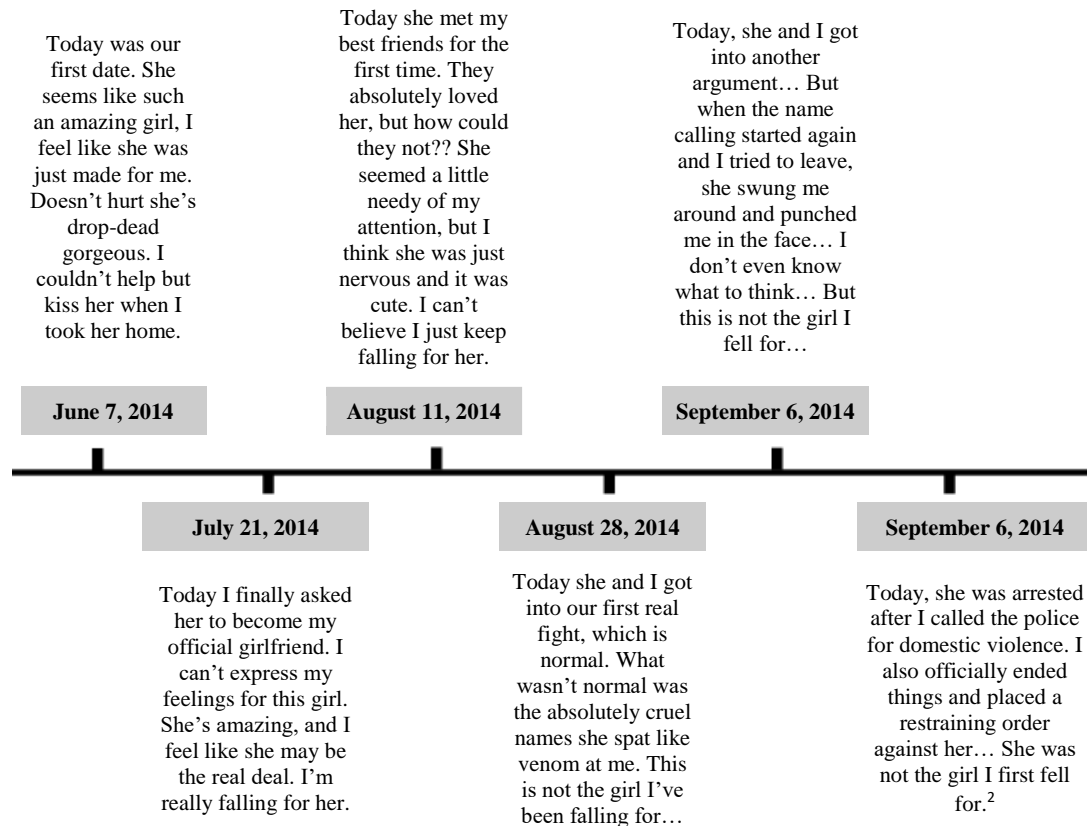 Today was our
first date. She
seems like such
an amazing girl, I
feel like she was
just made for me.
Doesn’t hurt she’s
drop-dead
gorgeous. I
couldn’t help but
kiss her when I
took her home.
June 7, 2014
Today I finally asked
her to become my
official girlfriend. I
can’t express my
feelings for this girl.
She’s amazing, and I
feel like she may be
the real deal. I’m
really falling for her.
July 21, 2014
Today she met my
best friends for the
first time. They
absolutely loved
her, but how could
they not?? She
seemed a little
needy of my
attention, but I
think she was just
nervous and it was
cute. I can’t
believe I just keep
falling for her.
August 11, 2014
August 28, 2014
Today she and I got
into our first real
fight, which is
normal. What
wasn’t normal was
the absolutely cruel
names she spat like
venom at me. This
is not the girl I’ve
been falling for…
Today, she and I got
into another
argument… But
when the name
calling started again
and I tried to leave,
she swung me
around and punched
me in the face… I
don’t even know
what to think… But
this is not the girl I
fell for…
September 6, 2014
September 6, 2014
Today, she was arrested
after I called the police
for domestic violence. I
also officially ended
things and placed a
restraining order
against her… She was
not the girl I first fell
for.²